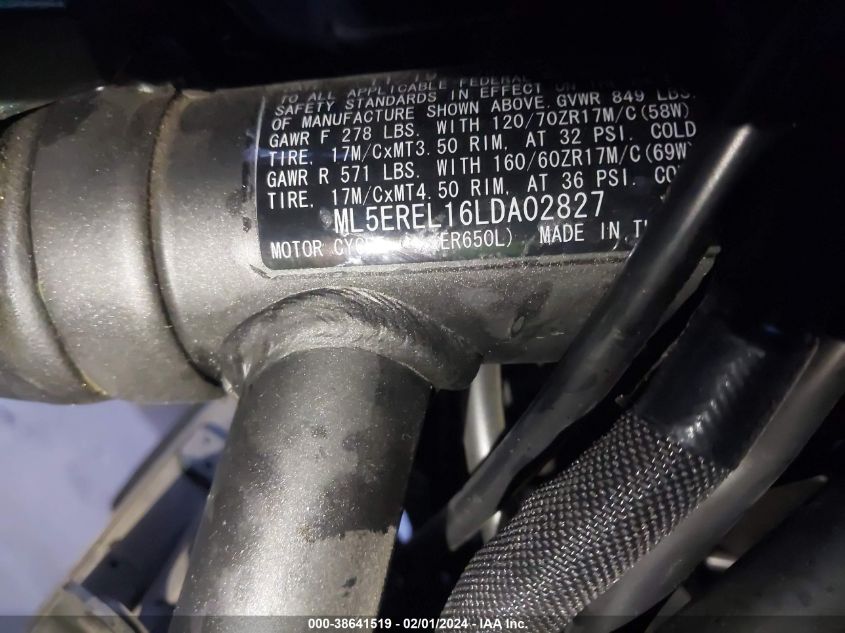 TO ALL APPLICABLE FEDERAL
SAFETY STANDARDS IN EFFECT ON
OF MANUFACTURE SHOWN ABOVE. GVWR 849 LBS.
GAWR F 278 LBS. WITH 120/70ZR17M/C(58W)
TIRE, 17M/CxMT3.50 RIM, AT 32 PSI. COLD
GAWR R 571 LBS. WITH 160/60ZR17M/C(69W
TIRE, 17M/CxMT4.50 RIM, AT 36 PSI. CO
ML5EREL16LDA02827
MOTOR CYC ER650L) MADE IN T
000-38641519 - 02/01/2024 - IAA Inc.